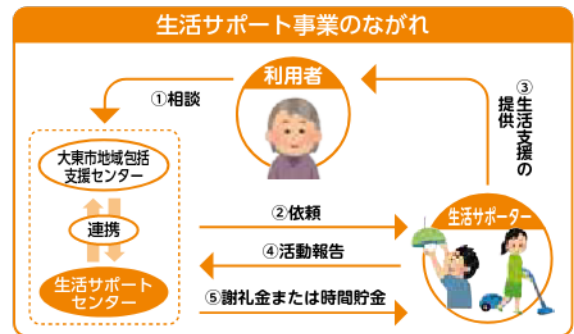 生活サポート事業のながれ
利用者
①相談
③生活支援の
提供
大東市地域包括
支援センター
連携
生活サポート
センター
②依頼
④活動報告
⑤謝礼金または時間貯金
生活サポーター